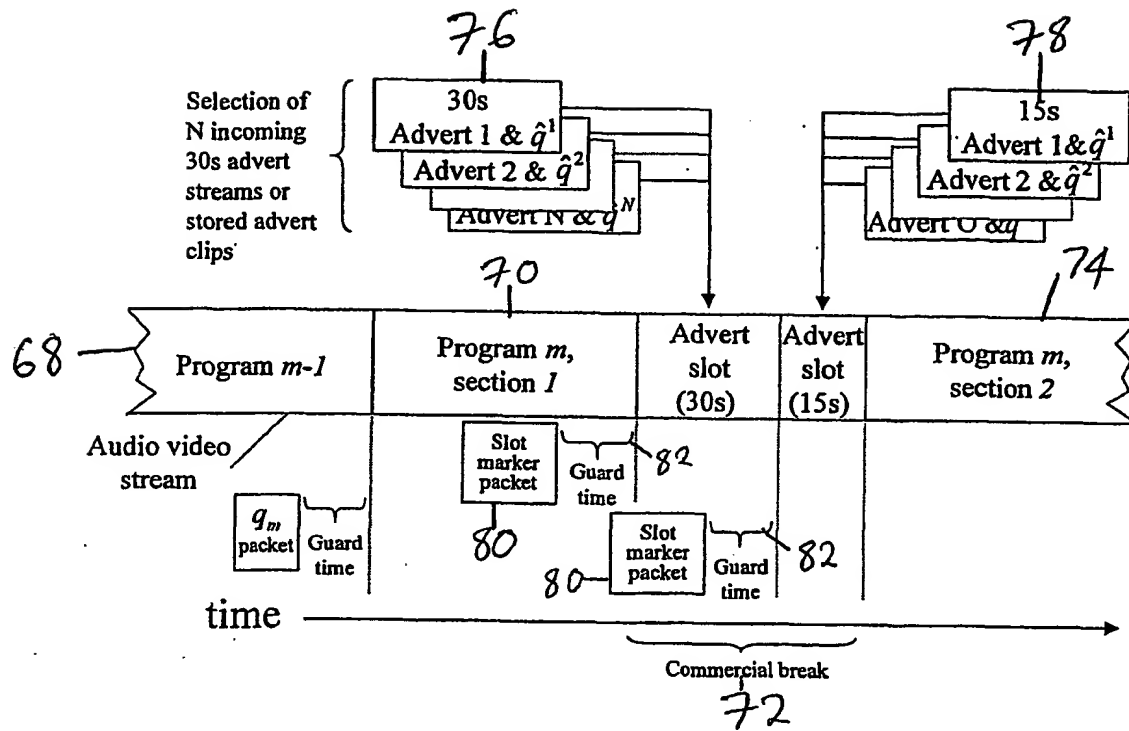 76
78
Selection of
N incoming
30s advert
streams or
stored advert
clips
30s
Advert 1 & q̂¹
Advert 2 & q̂²
Advert N & q̂ᴺ
15s
Advert 1 & q̂¹
Advert 2 & q̂²
Advert O & q
70
74
68
Program m-1
Program m,
section 1
Advert
slot
(30s)
Advert
slot
(15s)
Program m,
section 2
Audio video
stream
qₘ
packet
Guard
time
Slot
marker
packet
Guard
time
82
80
Slot
marker
packet
Guard
time
82
80
time
Commercial break
72